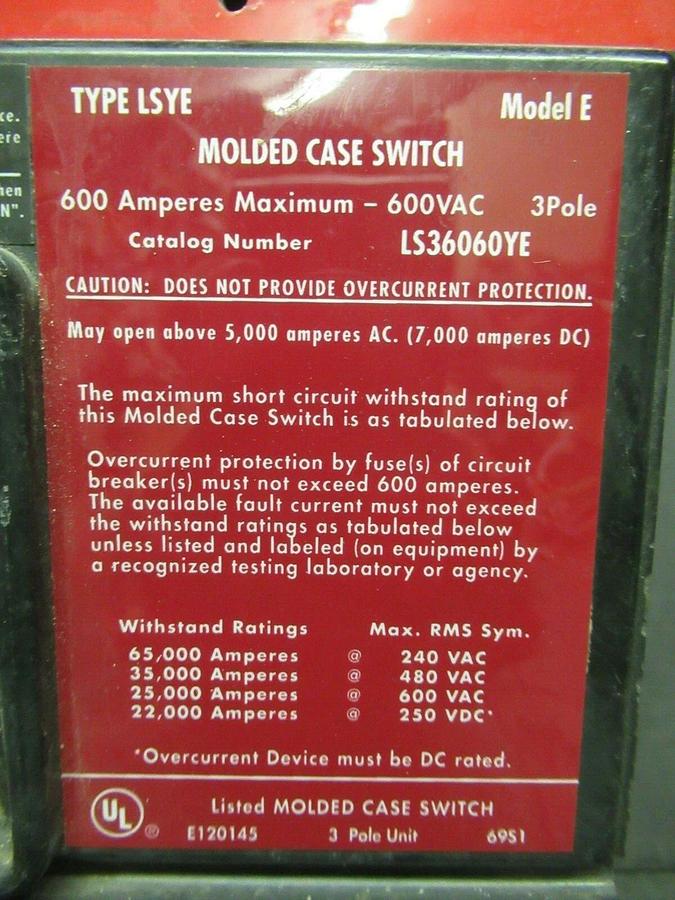 ce.
ere
hen
N".
TYPE LSYE Model E
MOLDED CASE SWITCH
600 Amperes Maximum – 600VAC 3Pole
Catalog Number LS36060YE
CAUTION: DOES NOT PROVIDE OVERCURRENT PROTECTION.
May open above 5,000 amperes AC. (7,000 amperes DC)
The maximum short circuit withstand rating of
this Molded Case Switch is as tabulated below.
Overcurrent protection by fuse(s) of circuit
breaker(s) must not exceed 600 amperes.
The available fault current must not exceed
the withstand ratings as tabulated below
unless listed and labeled (on equipment) by
a recognized testing laboratory or agency.
Withstand Ratings Max. RMS Sym.
65,000 Amperes @ 240 VAC
35,000 Amperes @ 480 VAC
25,000 Amperes @ 600 VAC
22,000 Amperes @ 250 VDC*
*Overcurrent Device must be DC rated.
UL ® Listed MOLDED CASE SWITCH
E120145 3 Pole Unit 69S1